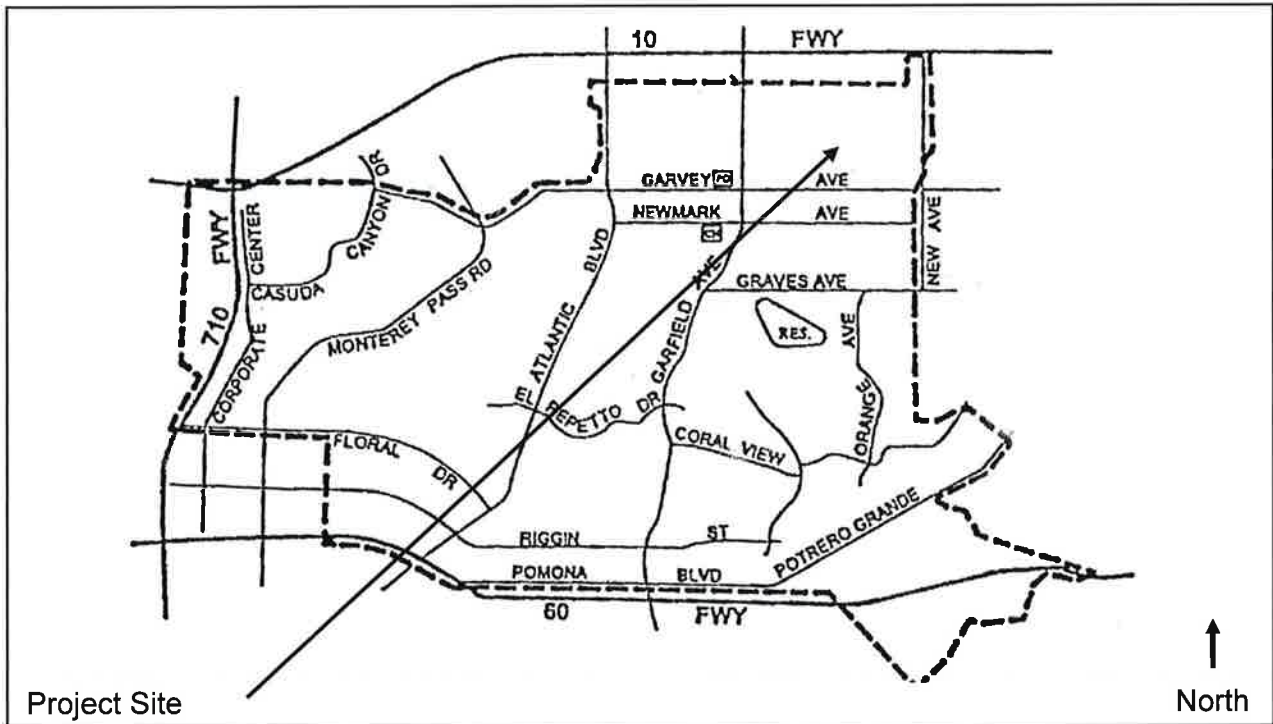 10 FWY
GARVEY AVE
NEWMARK AVE
NEW AVE
GRAVES AVE
RES.
ORANGE AVE
CANYON DR
CENTER
CORPORATE
CASUDA
710 FWY
MONTEREY PASS RD
ATLANTIC BLVD
GARFIELD AVE
EL REPETTO DR
CORAL VIEW
FLORAL DR
RIGGIN ST
POTRERO GRANDE
POMONA BLVD
60 FWY
Project Site
North